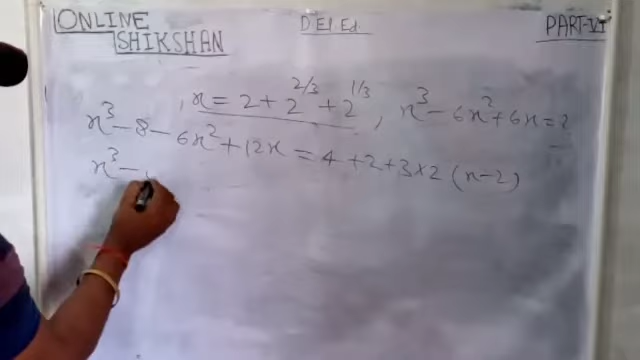 ONLINE SHIKSHAN
D.El.Ed.
PART-VI
x = 2 + 2^{2/3} + 2^{1/3}, x³ - 6x² + 6x = ?
x³ - 8 - 6x² + 12x = 4 + 2 + 3×2 (x-2)
x³ -